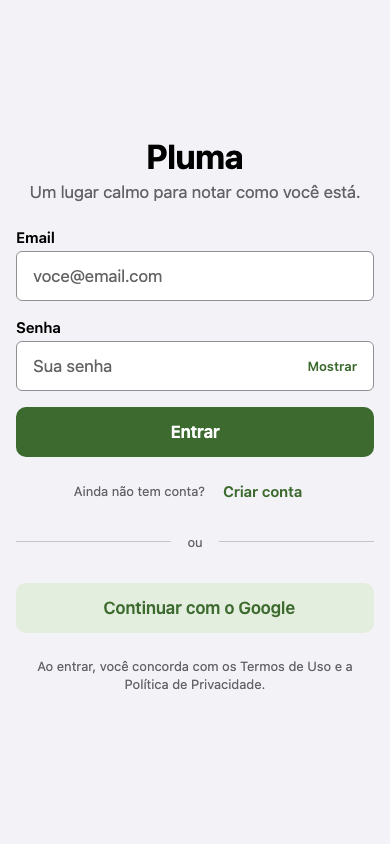 Pluma
Um lugar calmo para notar como você está.
Email
voce@email.com
Senha
Sua senha
Mostrar
Entrar
Ainda não tem conta?
Criar conta
ou
Continuar com o Google
Ao entrar, você concorda com os Termos de Uso e a
Política de Privacidade.